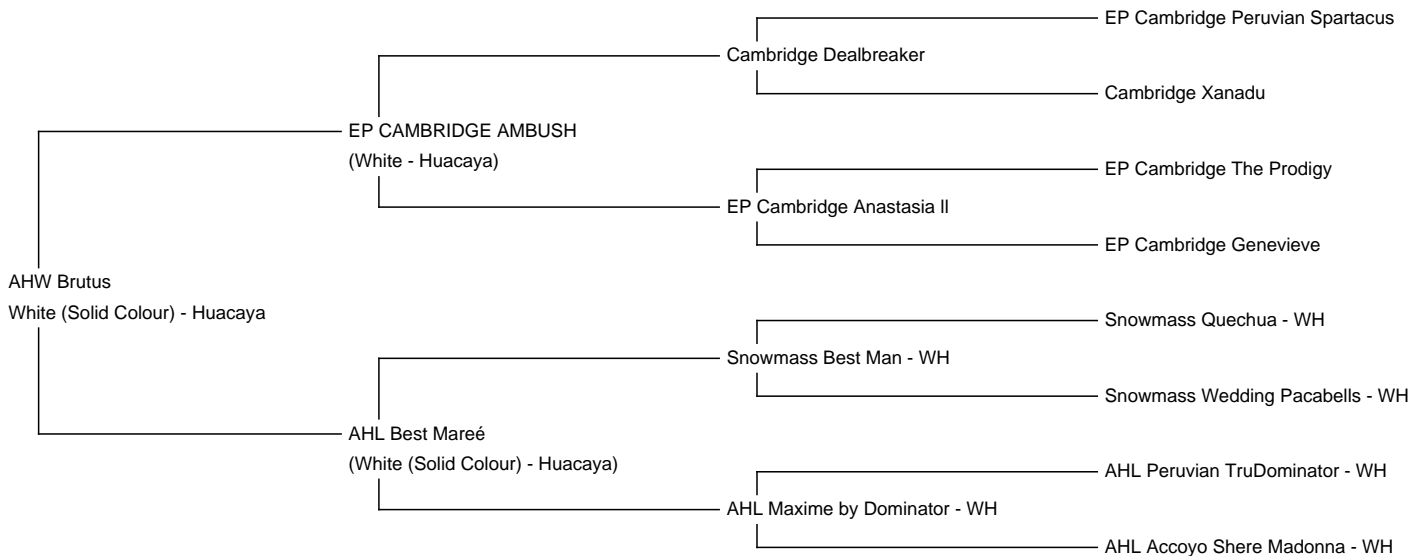 EP Cambridge Peruvian Spartacus
Cambridge Dealbreaker
Cambridge Xanadu
EP CAMBRIDGE AMBUSH
(White - Huacaya)
EP Cambridge The Prodigy
EP Cambridge Anastasia ll
EP Cambridge Genevieve
AHW Brutus
White (Solid Colour) - Huacaya
Snowmass Quechua - WH
Snowmass Best Man - WH
Snowmass Wedding Pacabells - WH
AHL Best Mareé
(White (Solid Colour) - Huacaya)
AHL Peruvian TruDominator - WH
AHL Maxime by Dominator - WH
AHL Accoyo Shere Madonna - WH